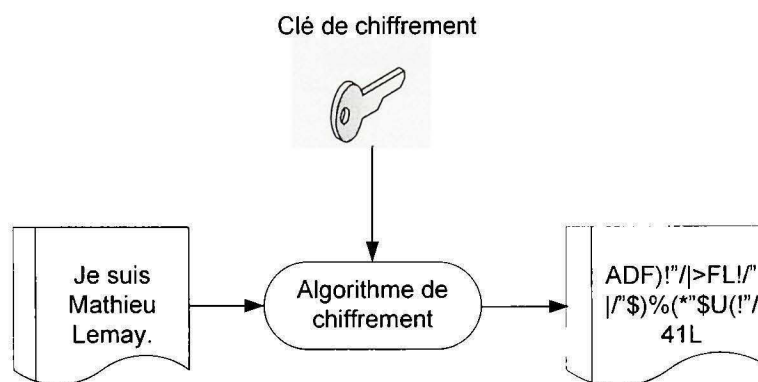 Clé de chiffrement
Je suis
Mathieu
Lemay.
Algorithme de
chiffrement
ADF)!"/|>FL!/"
|/"$)%(*"$U(!"/
41L